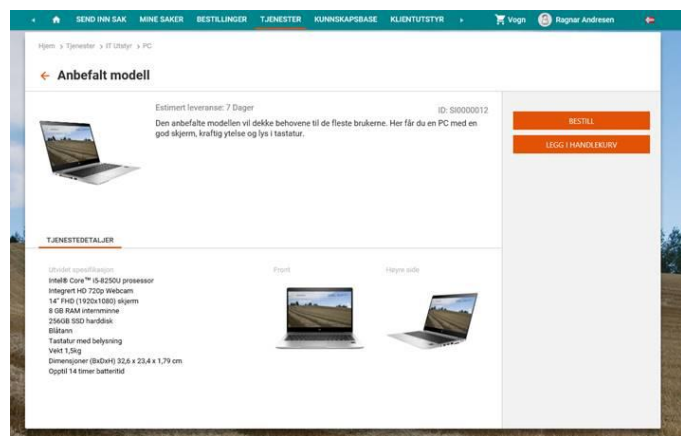 SEND INN SAK MINE SAKER BESTILLINGER TJENESTER KUNNSKAPSBASE KLIENTUTSTYR Vogn Ragnar Andresen
Hjem > Tjenester > IT Utstyr > PC
Anbefalt modell
Estimert leveranse: 7 Dager
ID: SI0000012
Den anbefalte modellen vil dekke behovene til de fleste brukerne. Her får du en PC med en
god skjerm, kraftig ytelse og lys i tastatur.
BESTILL
LEGG I HANDLEKURV
TJENESTEDETALJER
Utvidet spesifikasjon
Intel® Core™ i5-8250U prosessor
Integrert HD 720p Webcam
14" FHD (1920x1080) skjerm
8 GB RAM internminne
256GB SSD harddisk
Blåtann
Tastatur med belysning
Vekt 1,5kg
Dimensjoner (BxDxH) 32,6 x 23,4 x 1,79 cm
Opptil 14 timer batteritid
Front
Høyre side